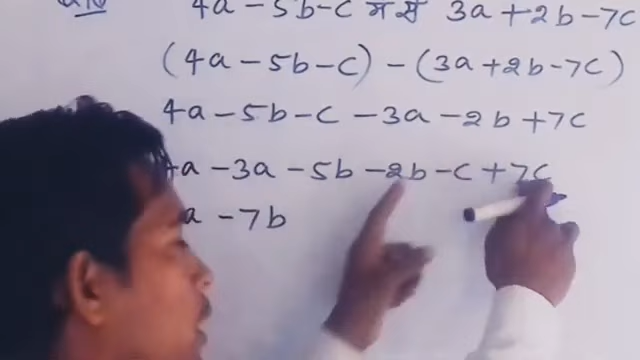 4a - 5b - c में से 3a + 2b - 7c
(4a - 5b - c) - (3a + 2b - 7c)
4a - 5b - c - 3a - 2b + 7c
4a - 3a - 5b - 2b - c + 7c
a - 7b